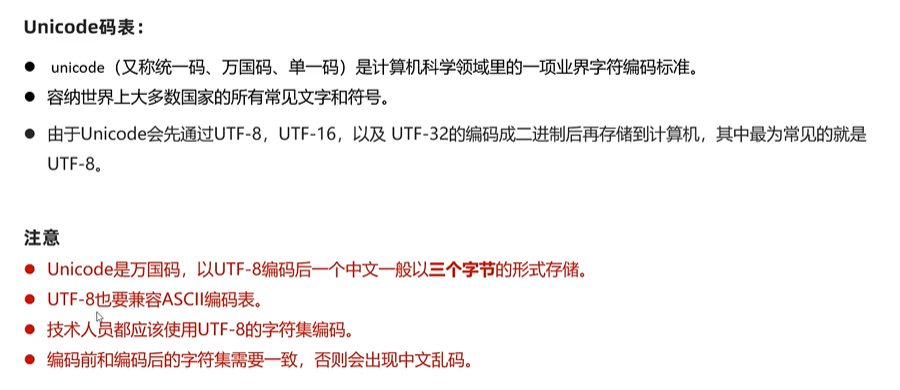 Unicode码表：
● unicode（又称统一码、万国码、单一码）是计算机科学领域里的一项业界字符编码标准。
● 容纳世界上大多数国家的所有常见文字和符号。
● 由于Unicode会先通过UTF-8，UTF-16，以及 UTF-32的编码成二进制后再存储到计算机，其中最为常见的就是
UTF-8。
注意
● Unicode是万国码，以UTF-8编码后一个中文一般以三个字节的形式存储。
● UTF-8也要兼容ASCII编码表。
● 技术人员都应该使用UTF-8的字符集编码。
● 编码前和编码后的字符集需要一致，否则会出现中文乱码。